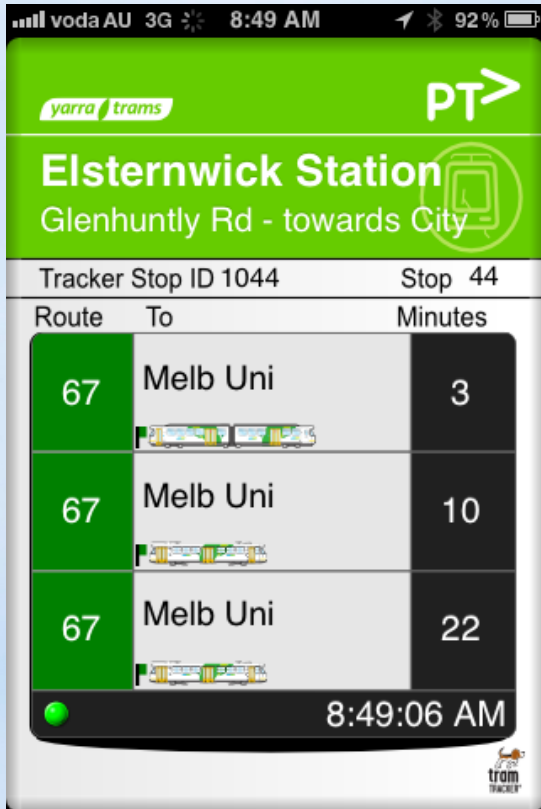 voda AU 3G 8:49 AM 92%
yarra trams PT>
Elsternwick Station
Glenhuntly Rd - towards City
Tracker Stop ID 1044 Stop 44
Route To Minutes
67 Melb Uni 3
67 Melb Uni 10
67 Melb Uni 22
8:49:06 AM
tram
TRACKER